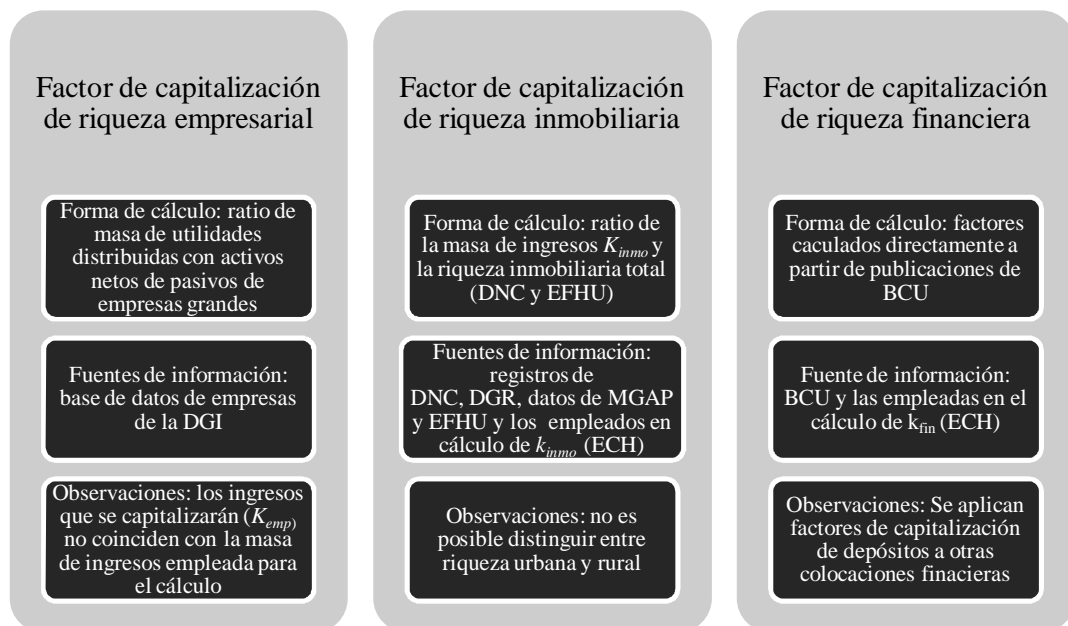 Factor de capitalización
de riqueza empresarial
Forma de cálculo: ratio de
masa de utilidades
distribuidas con activos
netos de pasivos de
empresas grandes
Fuentes de información:
base de datos de empresas
de la DGI
Observaciones: los ingresos
que se capitalizarán (K_emp)
no coinciden con la masa
de ingresos empleada para
el cálculo
Factor de capitalización
de riqueza inmobiliaria
Forma de cálculo: ratio de
la masa de ingresos K_inmo y
la riqueza inmobiliaria total
(DNC y EFHU)
Fuentes de información:
registros de
DNC, DGR, datos de MGAP
y EFHU y los empleados en
cálculo de k_inmo (ECH)
Observaciones: no es
posible distinguir entre
riqueza urbana y rural
Factor de capitalización
de riqueza financiera
Forma de cálculo: factores
caculados directamente a
partir de publicaciones de
BCU
Fuente de información:
BCU y las empleadas en el
cálculo de k_fin (ECH)
Observaciones: Se aplican
factores de capitalización
de depósitos a otras
colocaciones finacieras